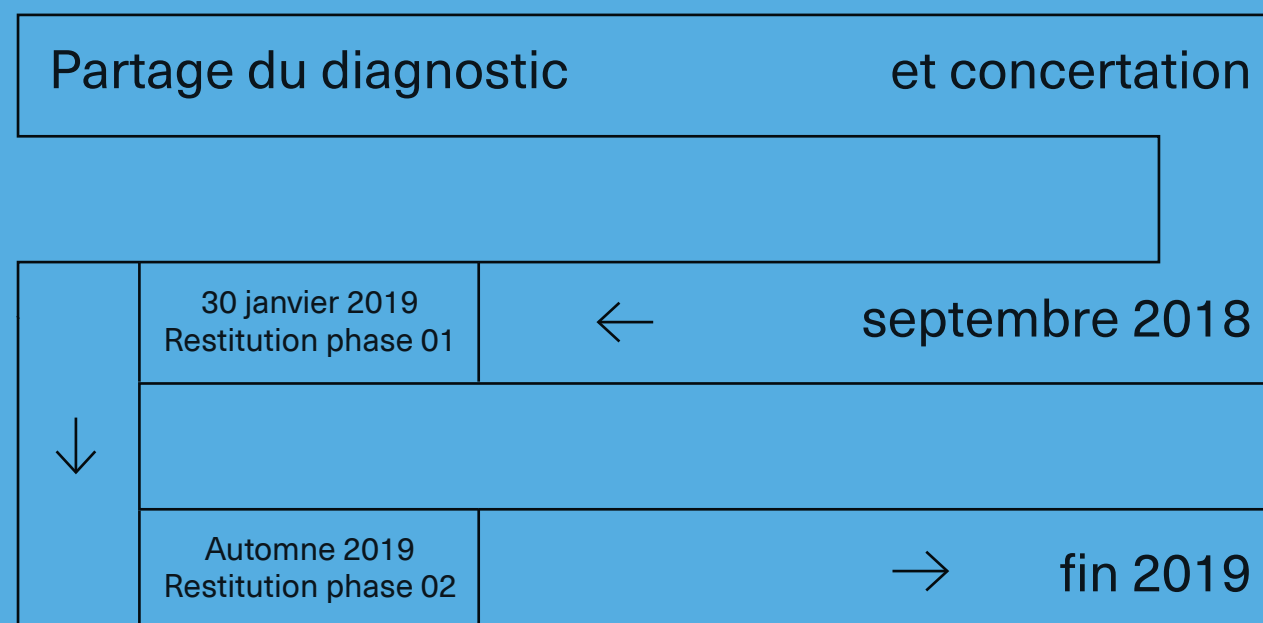 Partage du diagnostic et concertation
30 janvier 2019
Restitution phase 01
← septembre 2018
↓
Automne 2019
Restitution phase 02
→ fin 2019